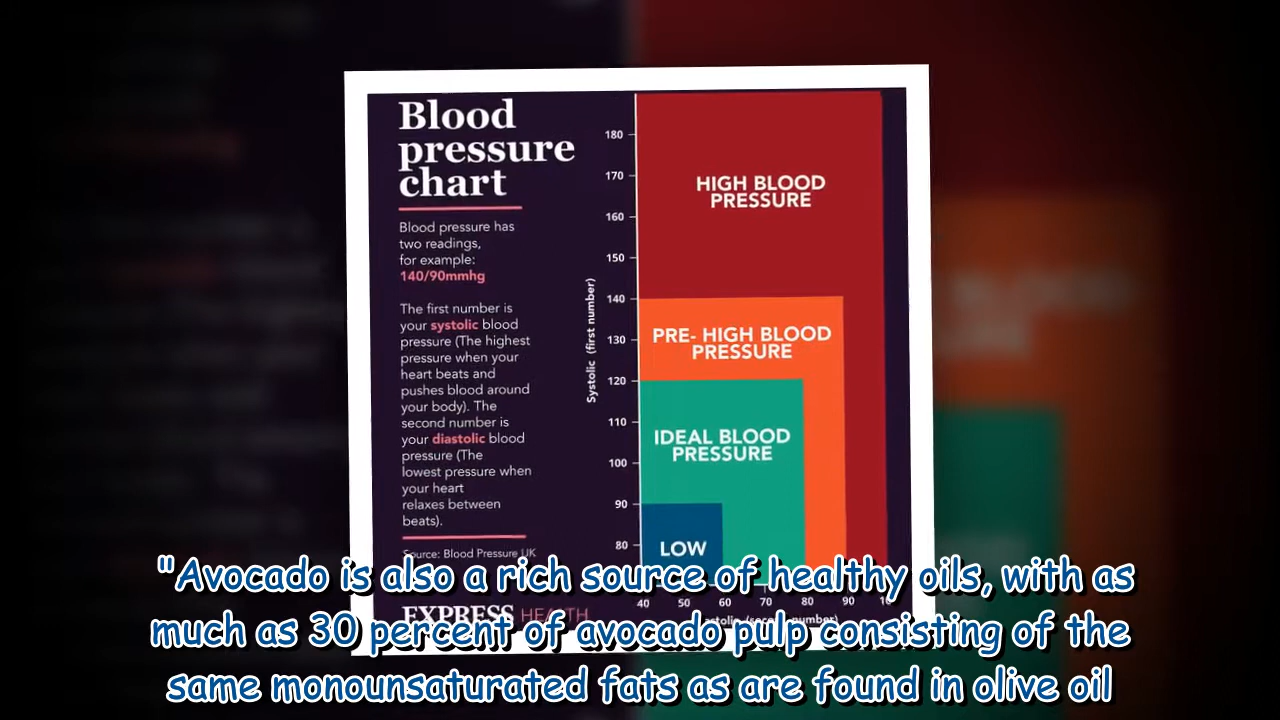 Blood
pressure
chart
Blood pressure has
two readings,
for example:
140/90mmhg
The first number is
your systolic blood
pressure (The highest
pressure when your
heart beats and
pushes blood around
your body). The
second number is
your diastolic blood
pressure (The
lowest pressure when
your heart
relaxes between
beats).
Source: Blood Pressure UK
EXPRESS HEALTH
Systolic (first number)
180
170
160
150
140
130
120
110
100
90
80
HIGH BLOOD
PRESSURE
PRE- HIGH BLOOD
PRESSURE
IDEAL BLOOD
PRESSURE
LOW
40 50 60 70 80 90
number)
"Avocado is also a rich source of healthy oils, with as
much as 30 percent of avocado pulp consisting of the
same monounsaturated fats as are found in olive oil